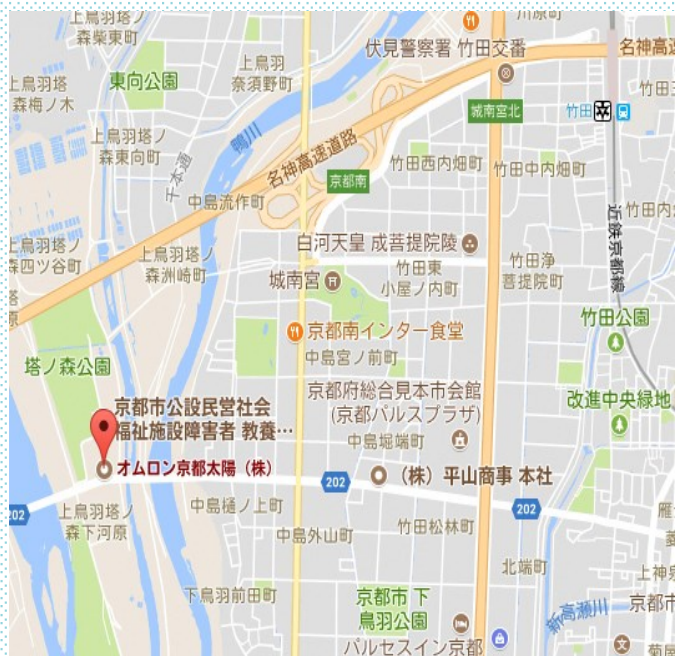 上鳥羽塔
森柴東町
上鳥羽
奈須野町
川原町
伏見警察署 竹田交番
名神高速
東向公園
上鳥羽塔
森梅ノ木
鴨川
城南宮北
竹田
上鳥羽塔ノ
森東向町
千本通
名神高速道路
京都南
竹田西内畑町
竹田中内畑町
中島流作町
竹田内
近鉄京都線
上鳥羽塔ノ
森四ツ谷町
上鳥羽塔ノ
森洲崎町
白河天皇 成菩提院陵
城南宮
竹田東
小屋ノ内町
竹田浄
菩提院町
京都南インター食堂
竹田公園
塔ノ森公園
中島宮ノ前町
京都市公設民営社会
福祉施設障害者 教養…
京都府総合見本市会館
(京都パルスプラザ)
改進中央緑地
中島堀端町
オムロン京都太陽（株）
202
（株）平山商事 本社
202
202
上鳥羽塔ノ
森下河原
中島樋ノ上町
中島外山町
竹田松林町
北端町
上神泉
下鳥羽前田町
京都市 下
鳥羽公園
新高瀬川
京都市
パルセスイン京都